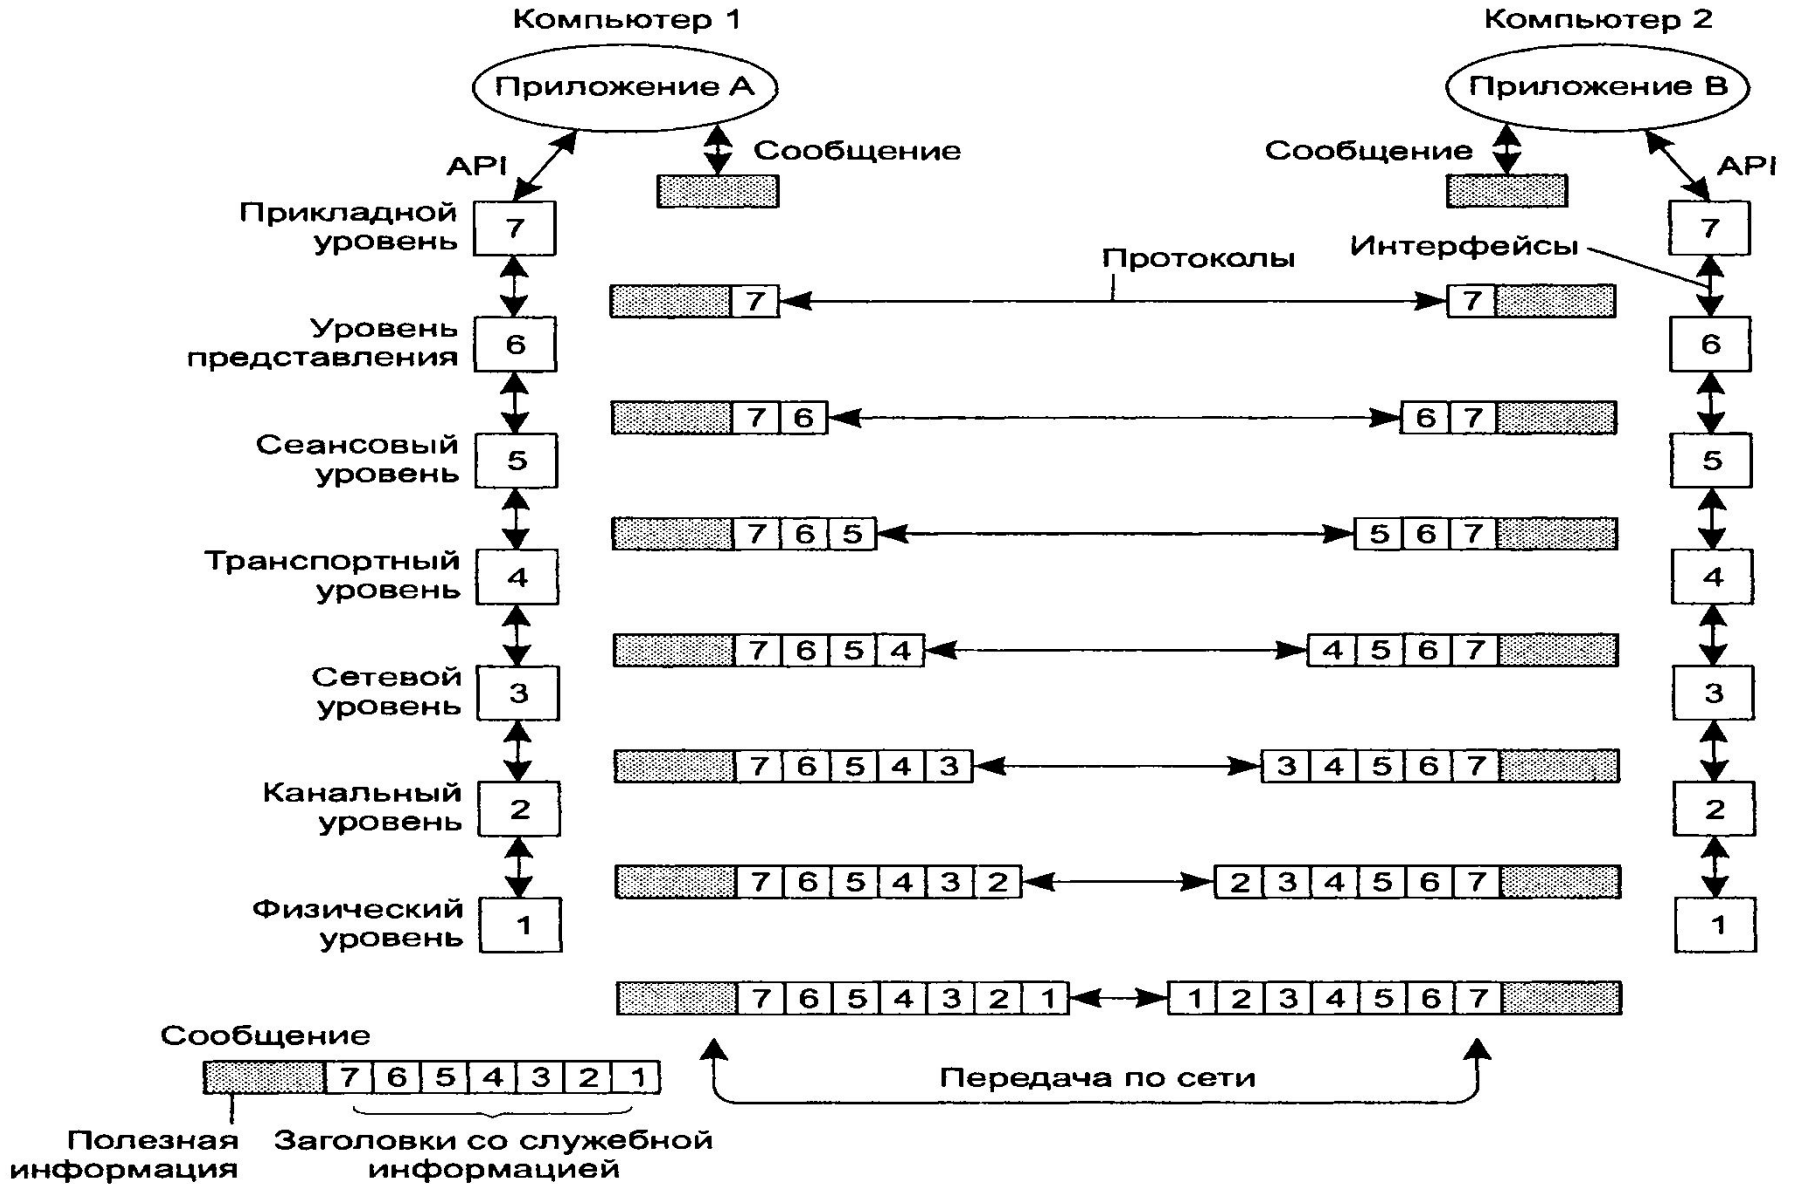 Компьютер 1
Компьютер 2
Приложение А
Приложение В
Сообщение
Сообщение
API
API
Прикладной
уровень
7
7
Протоколы
Интерфейсы
7
7
Уровень
представления
6
6
7 6
6 7
Сеансовый
уровень
5
5
7 6 5
5 6 7
Транспортный
уровень
4
4
7 6 5 4
4 5 6 7
Сетевой
уровень
3
3
7 6 5 4 3
3 4 5 6 7
Канальный
уровень
2
2
7 6 5 4 3 2
2 3 4 5 6 7
Физический
уровень
1
1
7 6 5 4 3 2 1
1 2 3 4 5 6 7
Сообщение
7 6 5 4 3 2 1
Передача по сети
Полезная
информация
Заголовки со служебной
информацией